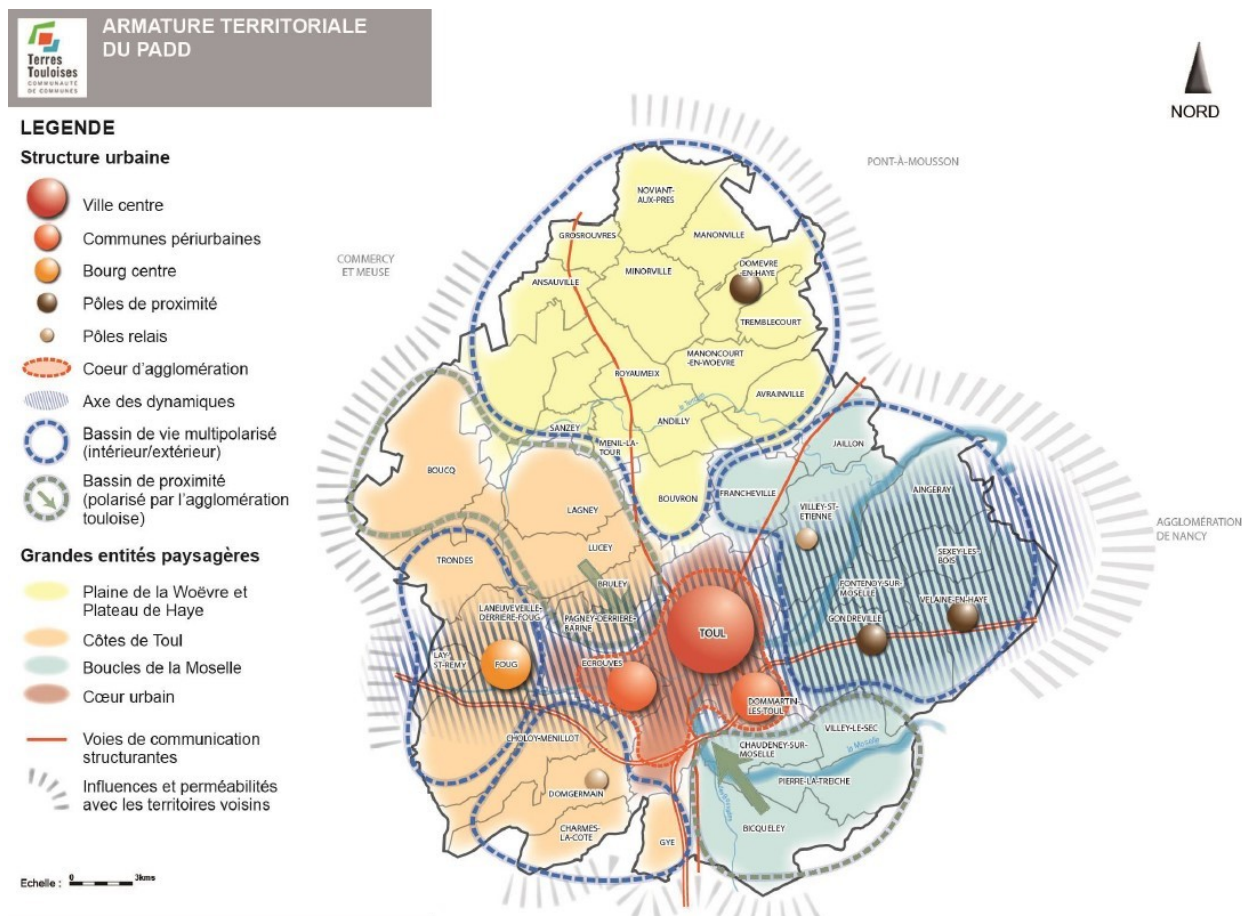 Terres
Touloises
COMMUNAUTÉ
DE COMMUNES
ARMATURE TERRITORIALE
DU PADD
NORD
LEGENDE
Structure urbaine
Ville centre
Communes périurbaines
Bourg centre
Pôles de proximité
Pôles relais
Coeur d'agglomération
Axe des dynamiques
Bassin de vie multipolarisé
(intérieur/extérieur)
Bassin de proximité
(polarisé par l'agglomération
touloise)
Grandes entités paysagères
Plaine de la Woëvre et
Plateau de Haye
Côtes de Toul
Boucles de la Moselle
Cœur urbain
Voies de communication
structurantes
Influences et perméabilités
avec les territoires voisins
Echelle :
0
3kms
PONT-À-MOUSSON
COMMERCY
ET MEUSE
AGGLOMÉRATION
DE NANCY
NOVIANT-
AUX-PRES
GROSROUVRES
MANONVILLE
MINORVILLE
DOMEVRE
-EN-HAYE
ANSAUVILLE
TREMBLECOURT
MANONCOURT
-EN-WOEVRE
ROYAUMEIX
AVRAINVILLE
ANDILLY
SANZEY
MENIL-LA-
TOUR
JAILLON
BOUCQ
BOUVRON
FRANCHEVILLE
AINGERAY
LAGNEY
VILLEY-ST-
ETIENNE
LUCEY
SEXEY-LES-
BOIS
TRONDES
BRULEY
FONTENOY-SUR-
MOSELLE
LANEUVEVILLE-
DERRIERE-FOUG
PAGNEY-DERRIERE-
BARINE
VELAINE-EN-HAYE
GONDREVILLE
TOUL
LAY-
ST-REMY
FOUG
ECROUVES
DOMMARTIN-
LES-TOUL
VILLEY-LE-SEC
CHOLOY-MENILLOT
CHAUDENEY-SUR-
MOSELLE
la Moselle
PIERRE-LA-TREICHE
DOMGERMAIN
CHARMES-
LA-COTE
GYE
BICQUELEY